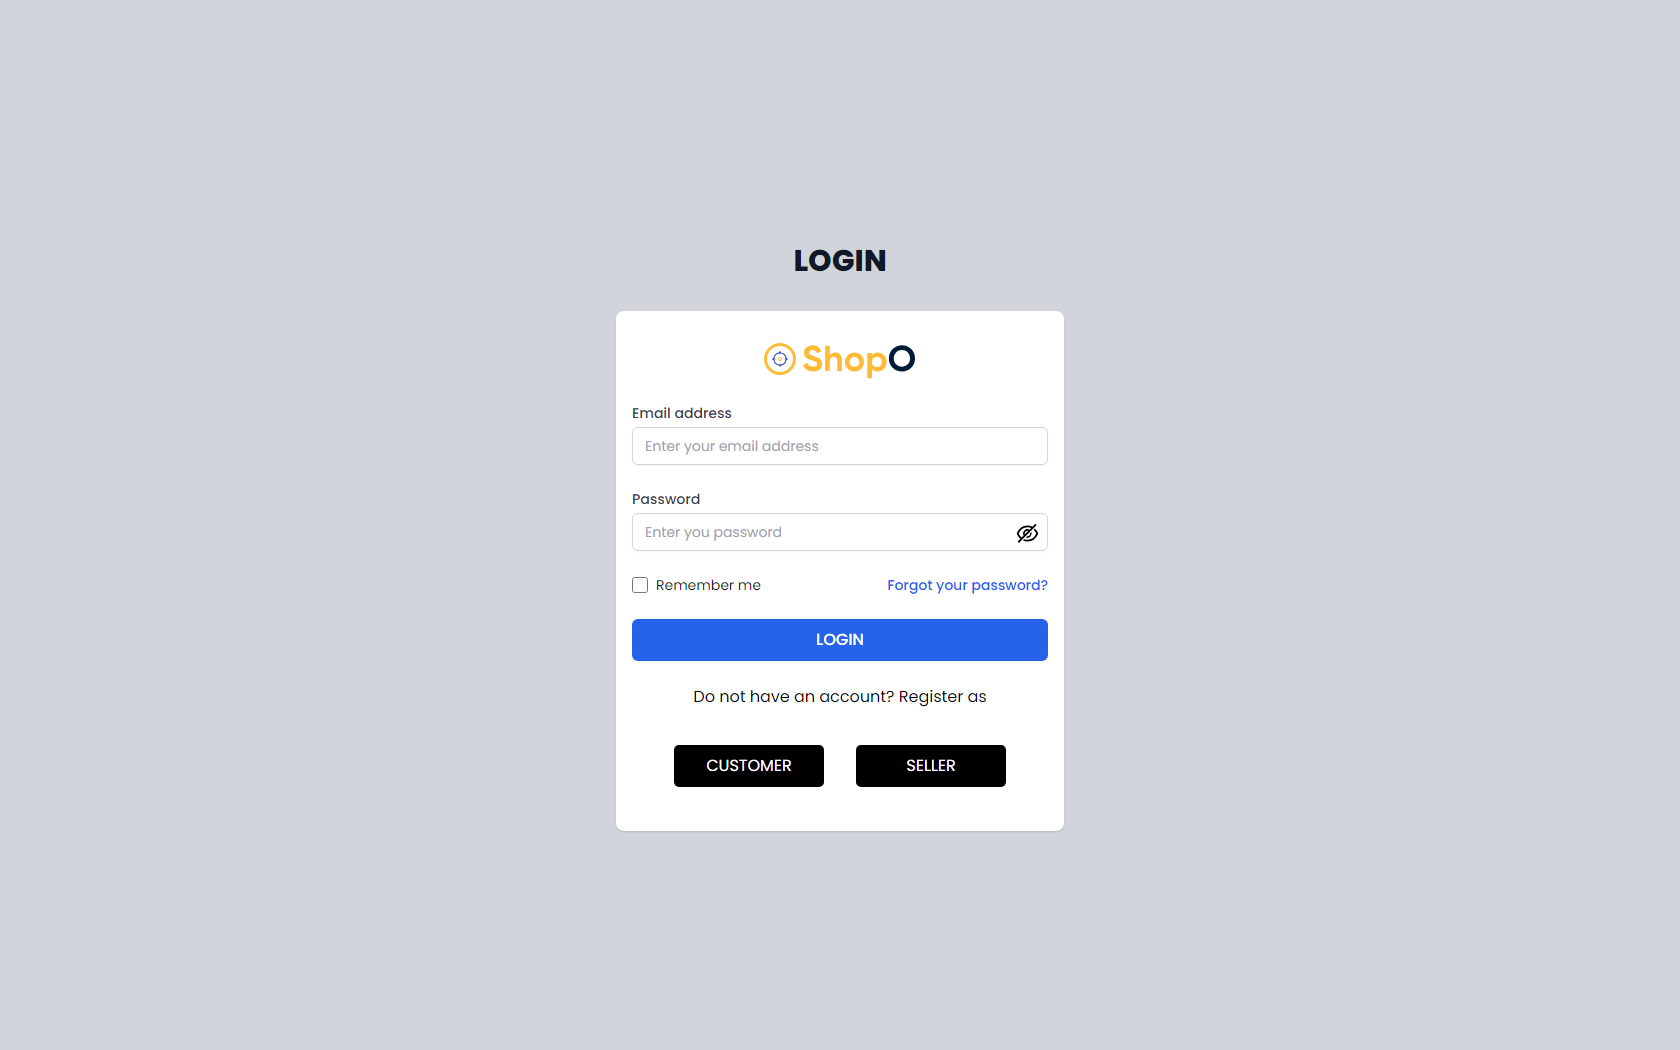 LOGIN
ShopO
Email address
Enter your email address
Password
Enter you password
Remember me Forgot your password?
LOGIN
Do not have an account? Register as
CUSTOMER SELLER